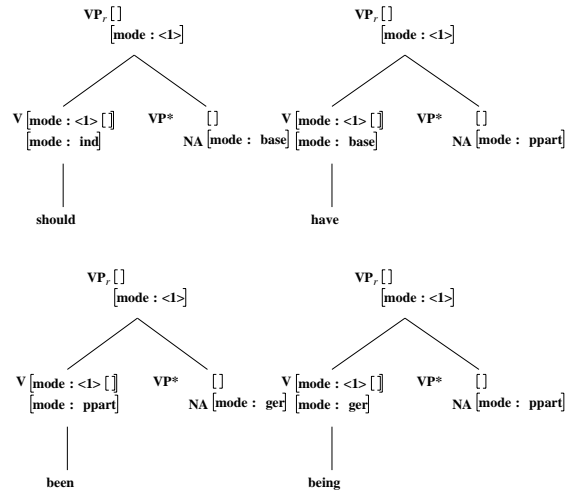 VPr [ ] VPr [ ]
[mode : <1>] [mode : <1>]
V [mode : <1> [ ]] VP* [ ] V [mode : <1> [ ]] VP* [ ]
[mode : ind] NA [mode : base] [mode : base] NA [mode : ppart]
should have
VPr [ ] VPr [ ]
[mode : <1>] [mode : <1>]
V [mode : <1> [ ]] VP* [ ] V [mode : <1> [ ]] VP* [ ]
[mode : ppart] NA [mode : ger] [mode : ger] NA [mode : ppart]
been being